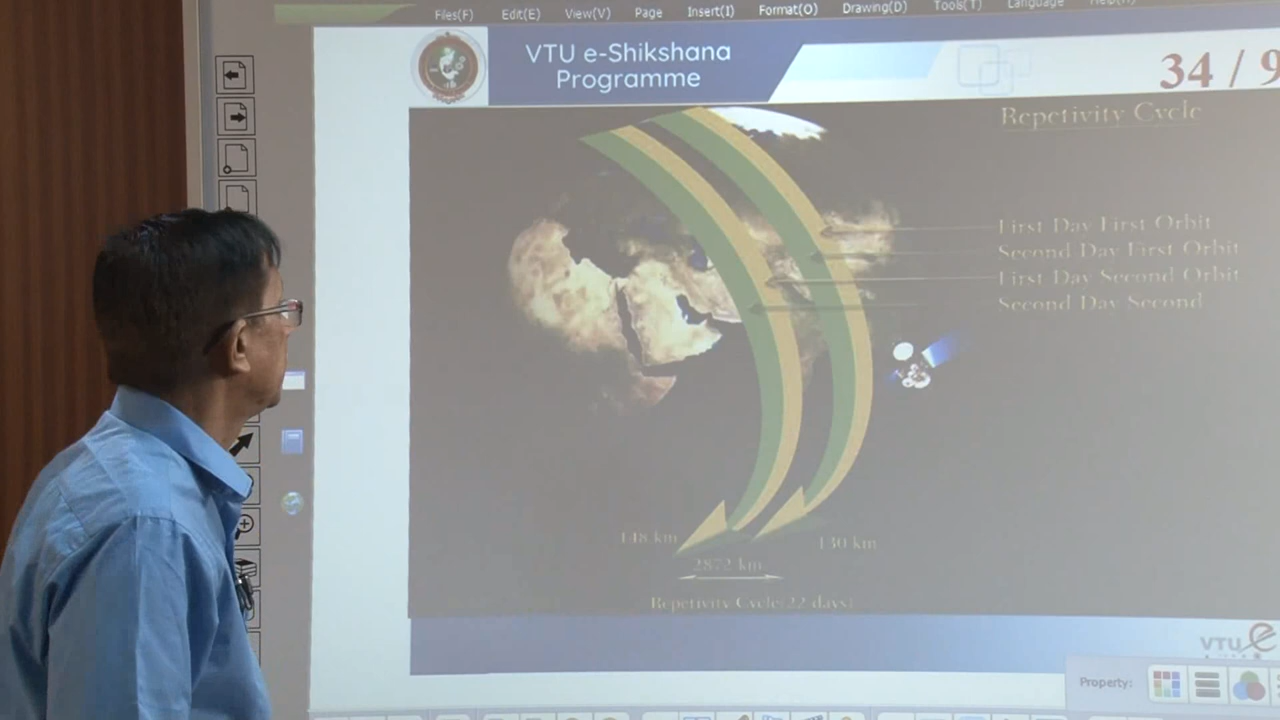 Files(F) Edit(E) View(V) Page Insert(I) Format(O) Drawing(D) Tools(T) Language Help(H)
VTU e-Shikshana
Programme
34 / 9
Repetivity Cycle
First Day First Orbit
Second Day First Orbit
First Day Second Orbit
Second Day Second
148 km
130 km
2872 km
Repetivity Cycle(22 days)
VTU e
Property: